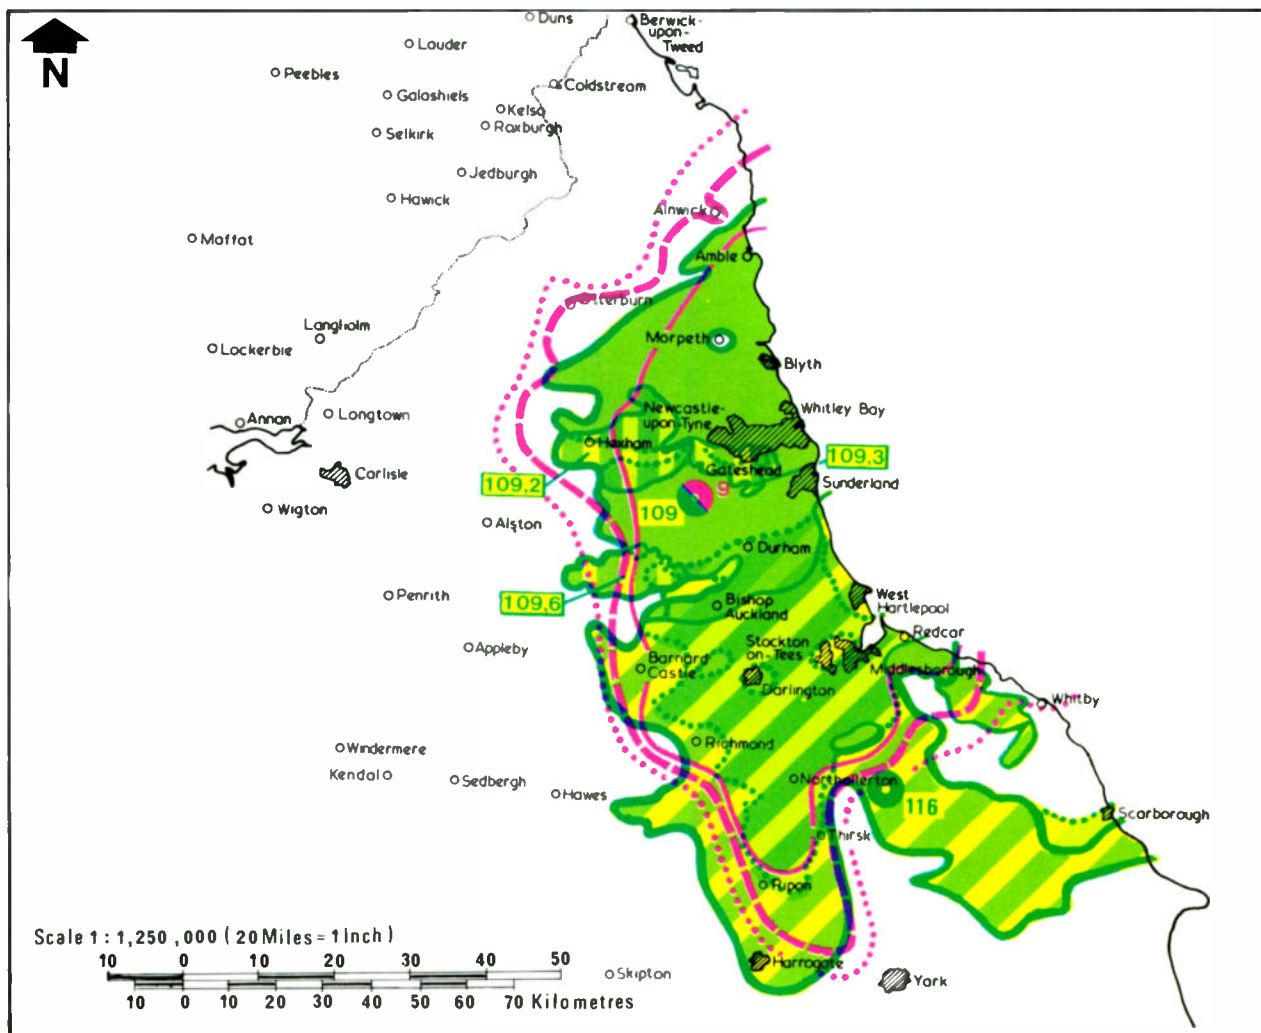 Duns
Berwick-
upon-
Tweed
Lauder
Peebles
Coldstream
Galashiels
Kelso
Roxburgh
Selkirk
Jedburgh
Hawick
N
Alnwick
Moffat
Amble
Langholm
Morpeth
Lockerbie
Blyth
Annan
Longtown
Newcastle-
upon-Tyne
Whitley Bay
Hexham
Gateshead
109.3
Carlisle
109.2
9
Sunderland
Wigton
109
Alston
Durham
Penrith
109.6
Bishop
Auckland
West
Hartlepool
Redcar
Appleby
Stockton
on-Tees
Barnard
Castle
Middlesborough
Darlington
Whitby
Windermere
Richmond
Kendal
Sedbergh
Hawes
Northallerton
116
Scarborough
Thirsk
Ripon
Scale 1 : 1,250 ,000 ( 20 Miles = 1 Inch )
10 0 10 20 30 40 50
10 0 10 20 30 40 50 60 70 Kilometres
Skipton
Harrogate
York